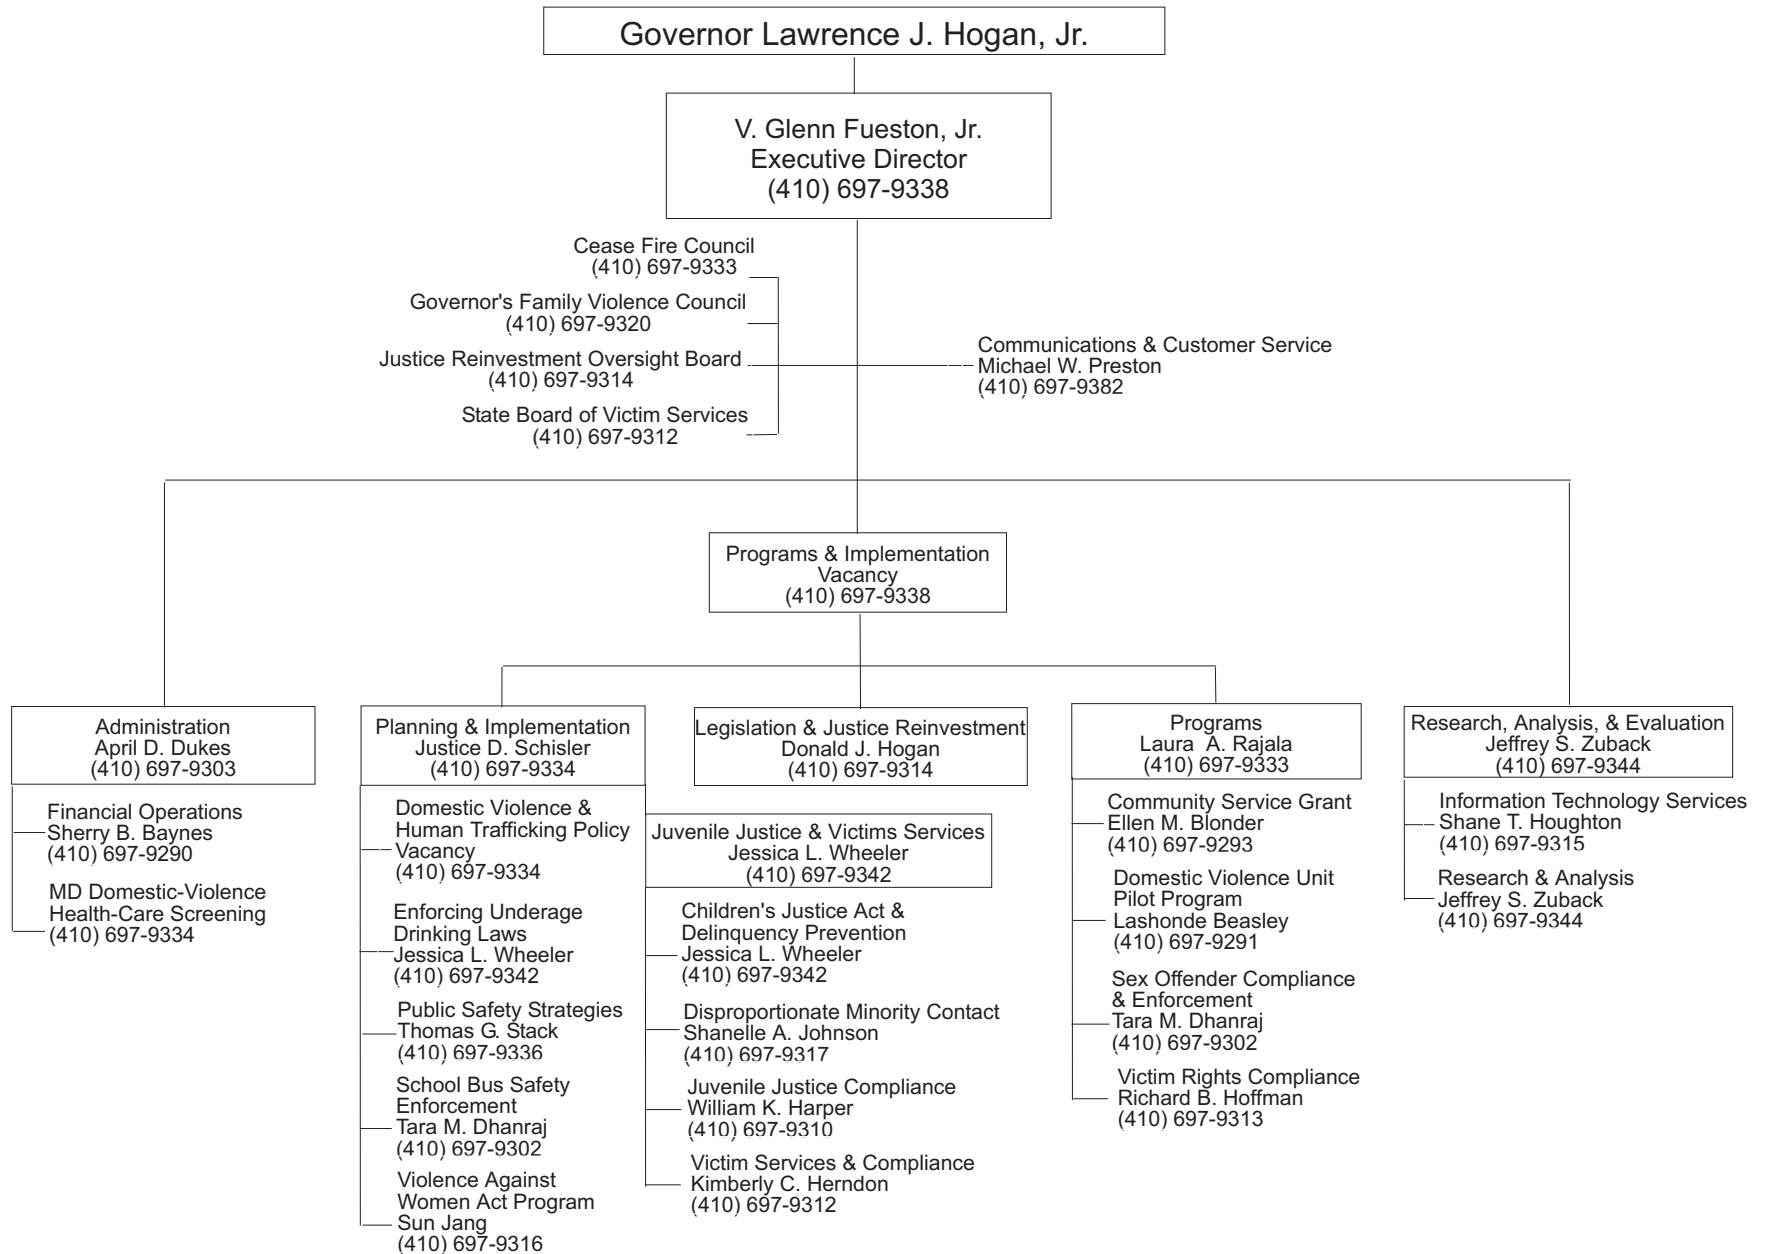 Governor Lawrence J. Hogan, Jr.
V. Glenn Fueston, Jr.
Executive Director
(410) 697-9338
Cease Fire Council
(410) 697-9333
Governor's Family Violence Council
(410) 697-9320
Justice Reinvestment Oversight Board
(410) 697-9314
State Board of Victim Services
(410) 697-9312
Communications & Customer Service
Michael W. Preston
(410) 697-9382
Programs & Implementation
Vacancy
(410) 697-9338
Administration
April D. Dukes
(410) 697-9303
Financial Operations
Sherry B. Baynes
(410) 697-9290
MD Domestic-Violence
Health-Care Screening
(410) 697-9334
Planning & Implementation
Justice D. Schisler
(410) 697-9334
Domestic Violence &
Human Trafficking Policy
Vacancy
(410) 697-9334
Enforcing Underage
Drinking Laws
Jessica L. Wheeler
(410) 697-9342
Public Safety Strategies
Thomas G. Stack
(410) 697-9336
School Bus Safety
Enforcement
Tara M. Dhanraj
(410) 697-9302
Violence Against
Women Act Program
Sun Jang
(410) 697-9316
Legislation & Justice Reinvestment
Donald J. Hogan
(410) 697-9314
Juvenile Justice & Victims Services
Jessica L. Wheeler
(410) 697-9342
Children's Justice Act &
Delinquency Prevention
Jessica L. Wheeler
(410) 697-9342
Disproportionate Minority Contact
Shanelle A. Johnson
(410) 697-9317
Juvenile Justice Compliance
William K. Harper
(410) 697-9310
Victim Services & Compliance
Kimberly C. Herndon
(410) 697-9312
Programs
Laura A. Rajala
(410) 697-9333
Community Service Grant
Ellen M. Blonder
(410) 697-9293
Domestic Violence Unit
Pilot Program
Lashonde Beasley
(410) 697-9291
Sex Offender Compliance
& Enforcement
Tara M. Dhanraj
(410) 697-9302
Victim Rights Compliance
Richard B. Hoffman
(410) 697-9313
Research, Analysis, & Evaluation
Jeffrey S. Zuback
(410) 697-9344
Information Technology Services
Shane T. Houghton
(410) 697-9315
Research & Analysis
Jeffrey S. Zuback
(410) 697-9344